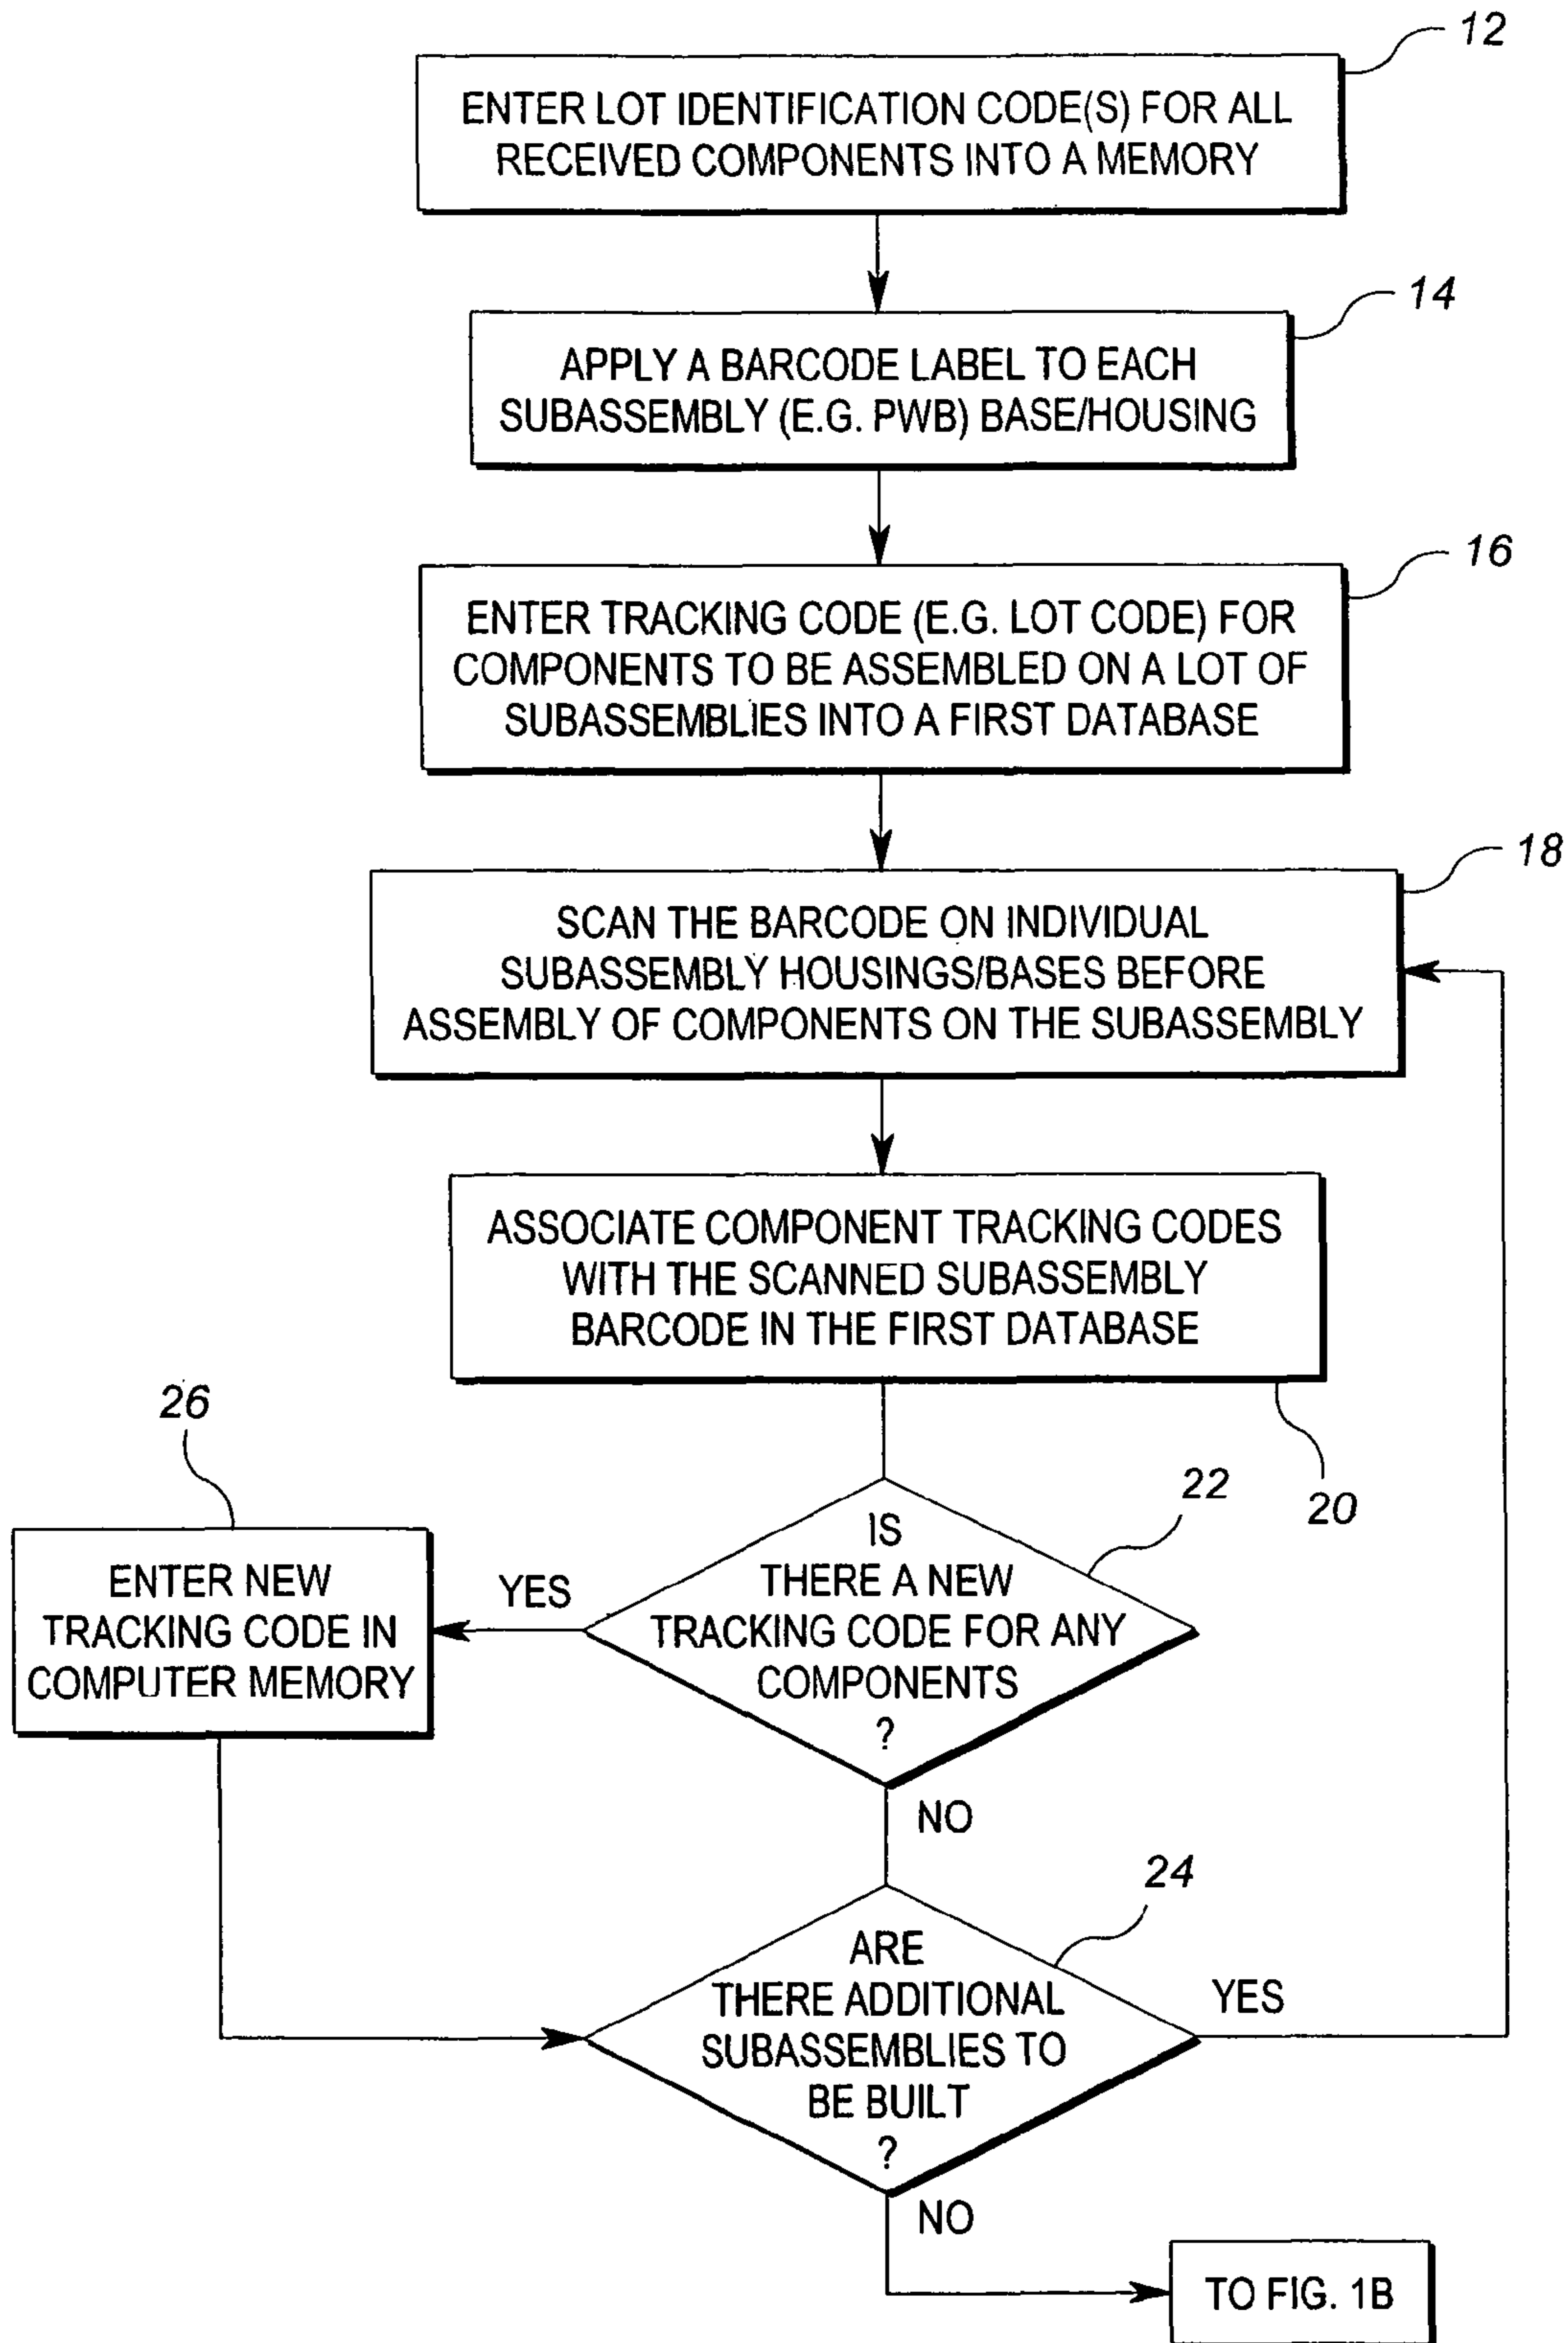 12
ENTER LOT IDENTIFICATION CODE(S) FOR ALL
RECEIVED COMPONENTS INTO A MEMORY
14
APPLY A BARCODE LABEL TO EACH
SUBASSEMBLY (E.G. PWB) BASE/HOUSING
16
ENTER TRACKING CODE (E.G. LOT CODE) FOR
COMPONENTS TO BE ASSEMBLED ON A LOT OF
SUBASSEMBLIES INTO A FIRST DATABASE
18
SCAN THE BARCODE ON INDIVIDUAL
SUBASSEMBLY HOUSINGS/BASES BEFORE
ASSEMBLY OF COMPONENTS ON THE SUBASSEMBLY
ASSOCIATE COMPONENT TRACKING CODES
WITH THE SCANNED SUBASSEMBLY
BARCODE IN THE FIRST DATABASE
20
22
IS
THERE A NEW
TRACKING CODE FOR ANY
COMPONENTS
?
YES
26
ENTER NEW
TRACKING CODE IN
COMPUTER MEMORY
NO
24
ARE
THERE ADDITIONAL
SUBASSEMBLIES TO
BE BUILT
?
YES
NO
TO FIG. 1B